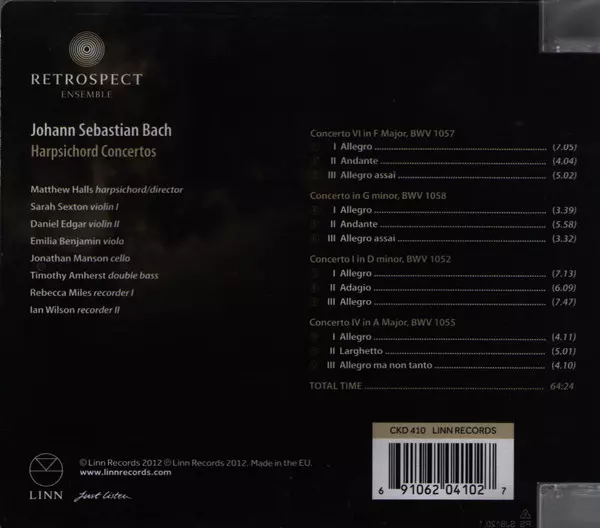 RETROSPECT
ENSEMBLE
Johann Sebastian Bach
Harpsichord Concertos
Matthew Halls harpsichord/director
Sarah Sexton violin I
Daniel Edgar violin II
Emilia Benjamin viola
Jonathan Manson cello
Timothy Amherst double bass
Rebecca Miles recorder I
Ian Wilson recorder II
Concerto VI in F Major, BWV 1057
I Allegro (7.05)
II Andante (4.04)
III Allegro assai (5.02)
Concerto in G minor, BWV 1058
I Allegro (3.39)
II Andante (5.58)
III Allegro assai (3.32)
Concerto I in D minor, BWV 1052
I Allegro (7.13)
II Adagio (6.09)
III Allegro (7.47)
Concerto IV in A Major, BWV 1055
I Allegro (4.11)
II Larghetto (5.01)
III Allegro ma non tanto (4.10)
TOTAL TIME 64:24
CKD 410 LINN RECORDS
6 91062 04102 7
© Linn Records 2012 ℗ Linn Records 2012. Made in the EU.
www.linnrecords.com
LINN
Just listen